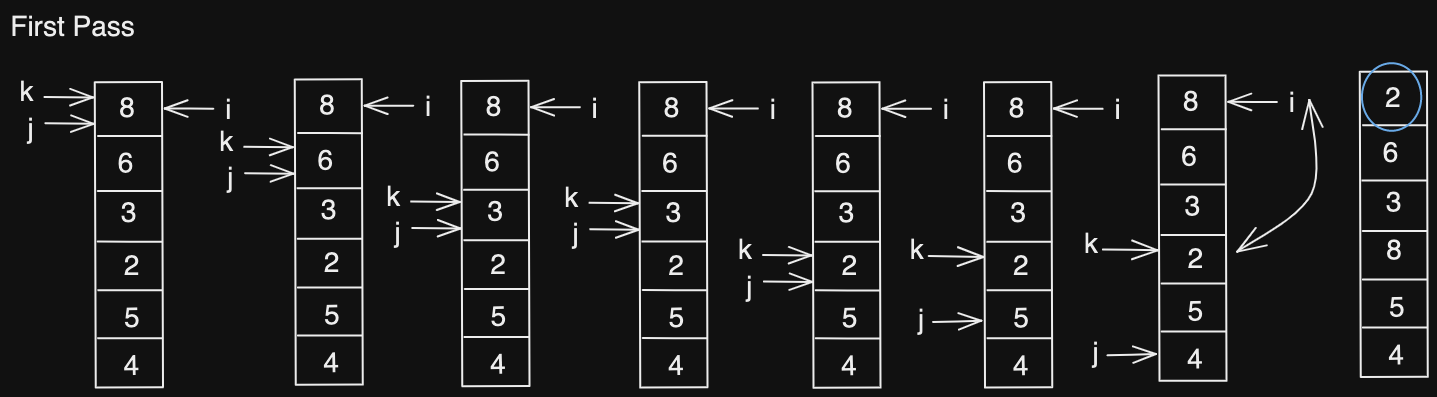 First Pass
k 8 i 8 i 8 i 8 i 8 i 8 i 8 i 2
j
6 k 6 6 6 6 6 6 6
j
3 3 k 3 k 3 3 3 3 3
j j
2 2 2 2 k 2 k 2 k 2 8
j
5 5 5 5 5 j 5 5 5
4 4 4 4 4 4 j 4 4